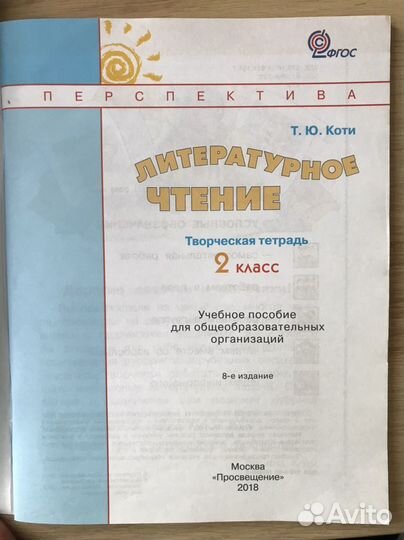 ФГОС
ПЕРСПЕКТИВА
Т. Ю. Коти
ЛИТЕРАТУРНОЕ
ЧТЕНИЕ
Творческая тетрадь
2 класс
Учебное пособие
для общеобразовательных
организаций
8-е издание
Москва
«Просвещение»
2018
Avito